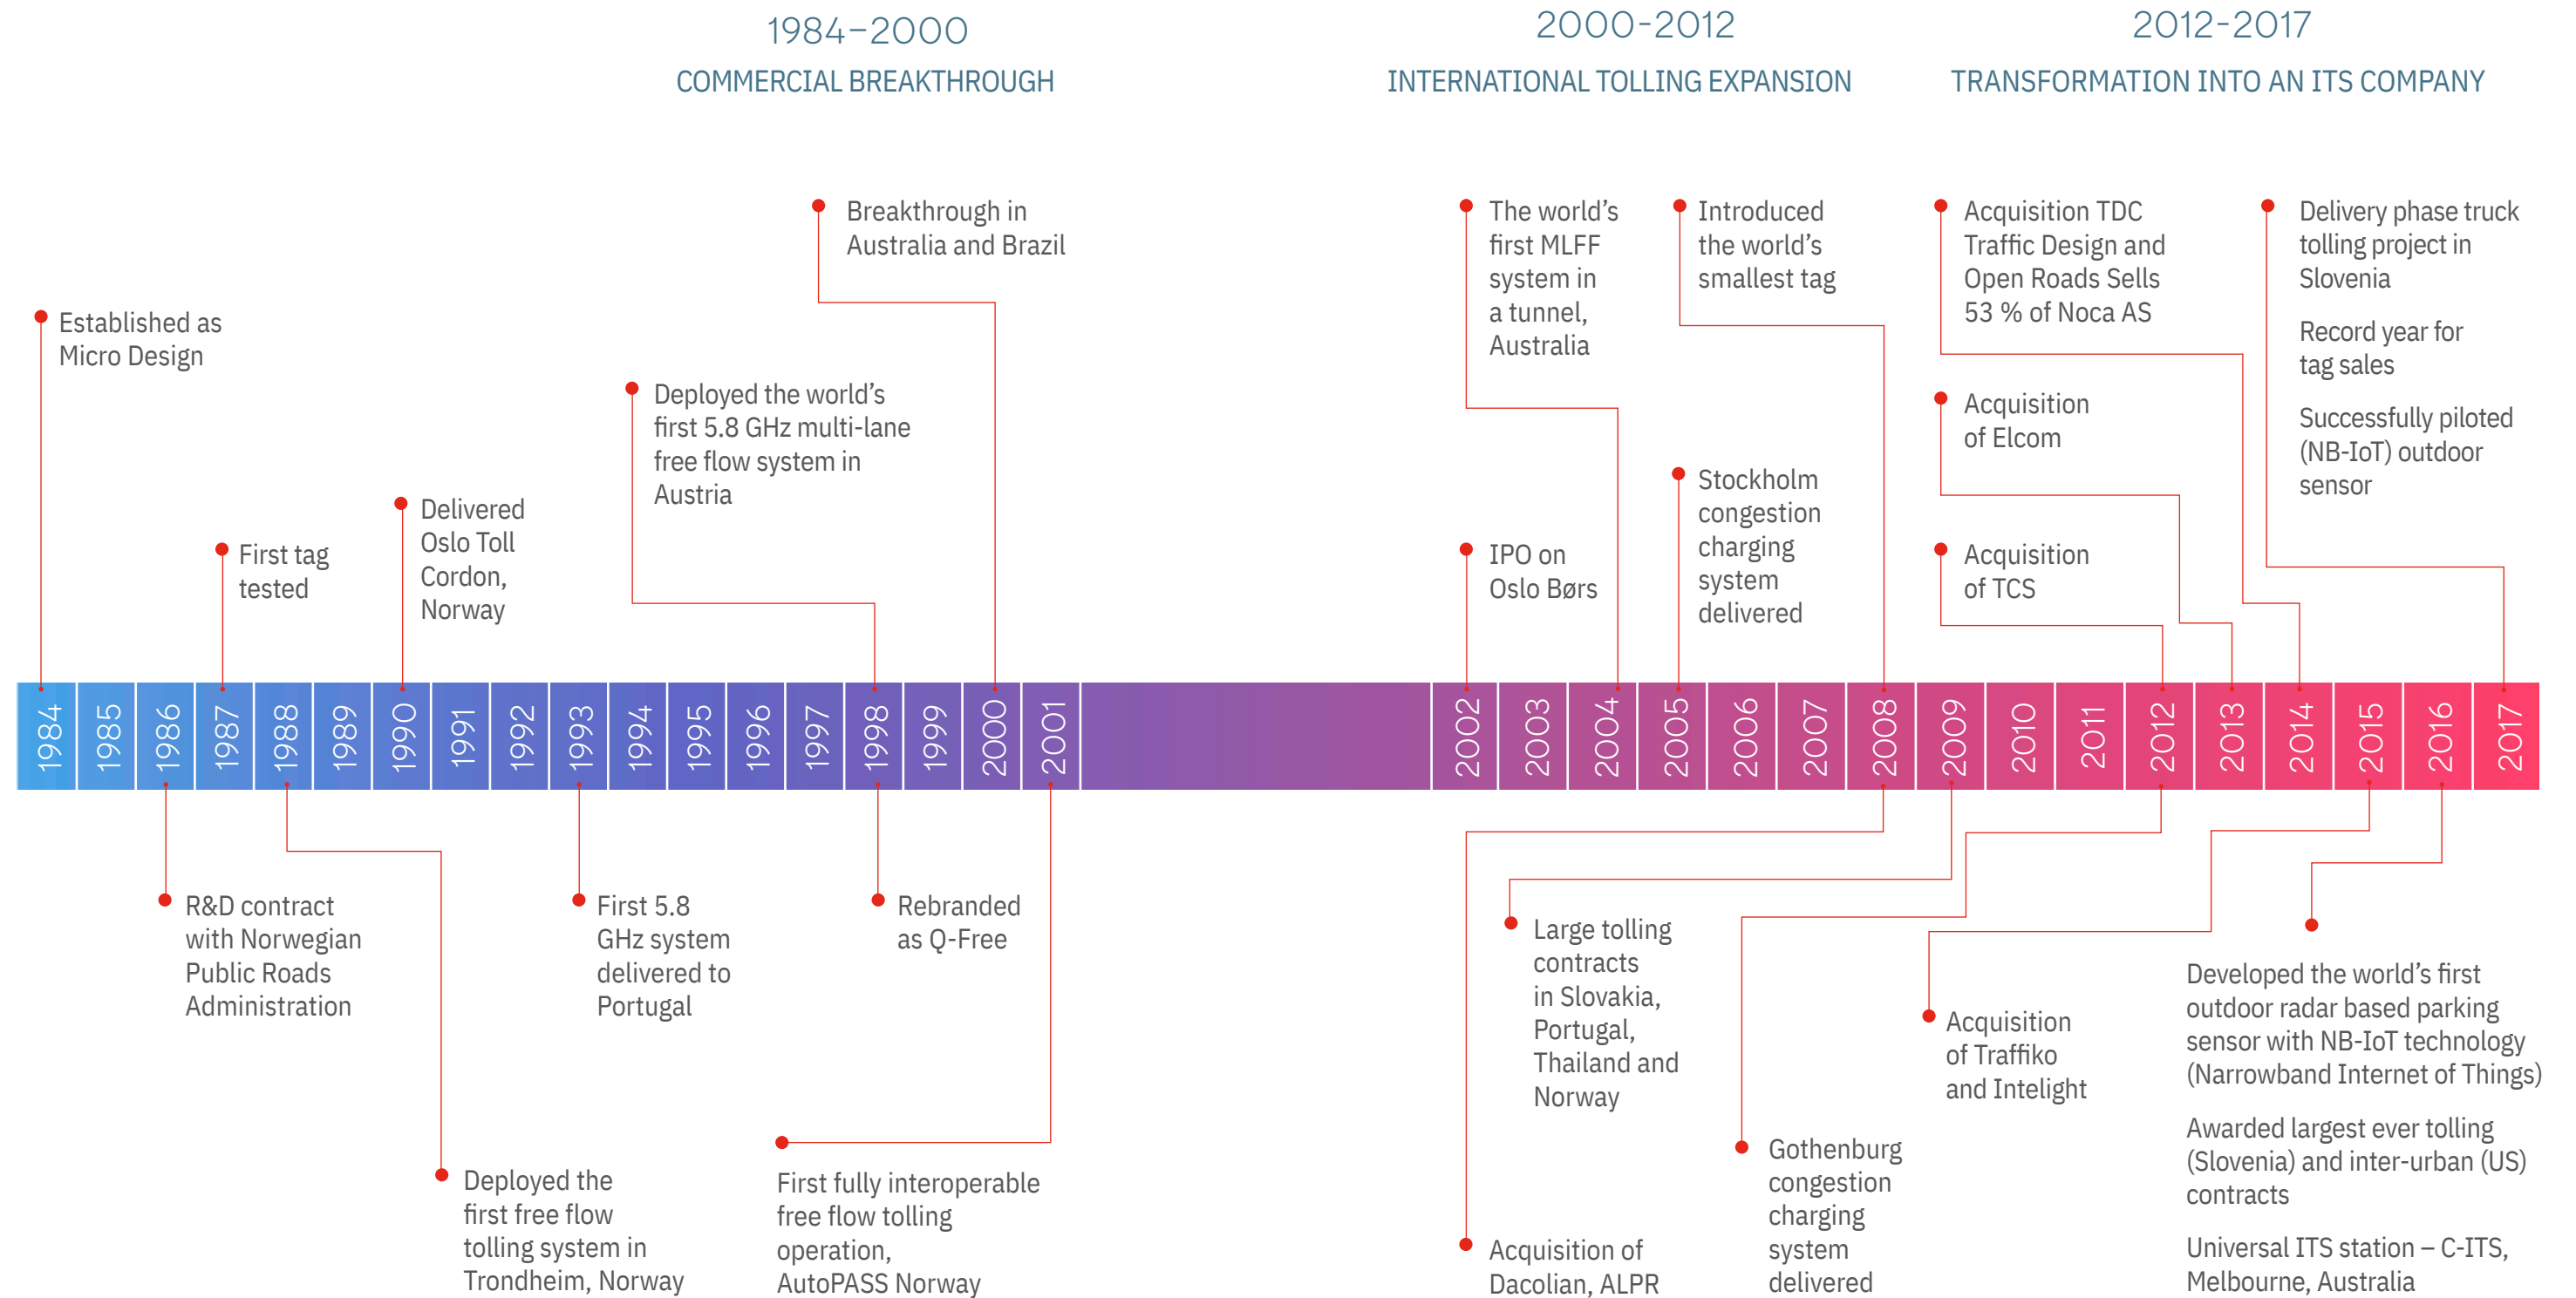 1984–2000
COMMERCIAL BREAKTHROUGH
2000-2012
INTERNATIONAL TOLLING EXPANSION
2012-2017
TRANSFORMATION INTO AN ITS COMPANY
Established as
Micro Design
First tag
tested
Delivered
Oslo Toll
Cordon,
Norway
Deployed the world’s
first 5.8 GHz multi-lane
free flow system in
Austria
Breakthrough in
Australia and Brazil
The world’s
first MLFF
system in
a tunnel,
Australia
IPO on
Oslo Børs
Introduced
the world’s
smallest tag
Stockholm
congestion
charging
system
delivered
Acquisition TDC
Traffic Design and
Open Roads Sells
53 % of Noca AS
Acquisition
of Elcom
Acquisition
of TCS
Delivery phase truck
tolling project in
Slovenia
Record year for
tag sales
Successfully piloted
(NB-IoT) outdoor
sensor
1984
1985
1986
1987
1988
1989
1990
1991
1992
1993
1994
1995
1996
1997
1998
1999
2000
2001
2002
2003
2004
2005
2006
2007
2008
2009
2010
2011
2012
2013
2014
2015
2016
2017
R&D contract
with Norwegian
Public Roads
Administration
Deployed the
first free flow
tolling system in
Trondheim, Norway
First 5.8
GHz system
delivered to
Portugal
Rebranded
as Q-Free
First fully interoperable
free flow tolling
operation,
AutoPASS Norway
Acquisition of
Dacolian, ALPR
Large tolling
contracts
in Slovakia,
Portugal,
Thailand and
Norway
Gothenburg
congestion
charging
system
delivered
Acquisition
of Traffiko
and Intelight
Developed the world’s first
outdoor radar based parking
sensor with NB-IoT technology
(Narrowband Internet of Things)
Awarded largest ever tolling
(Slovenia) and inter-urban (US)
contracts
Universal ITS station – C-ITS,
Melbourne, Australia